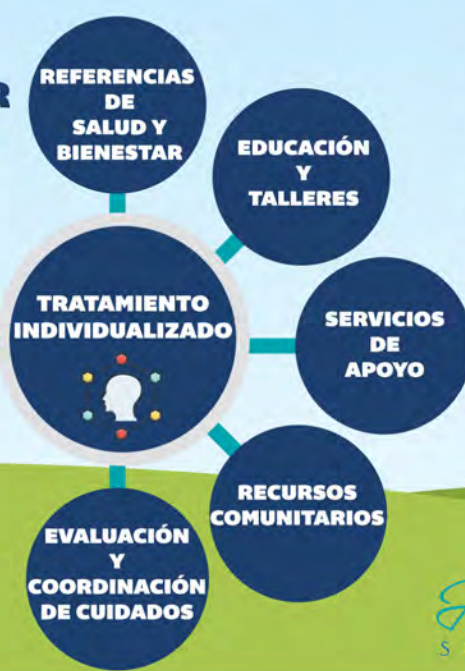 R
REFERENCIAS
DE
SALUD Y
BIENESTAR
EDUCACIÓN
Y
TALLERES
TRATAMIENTO
INDIVIDUALIZADO
SERVICIOS
DE
APOYO
RECURSOS
COMUNITARIOS
EVALUACIÓN
Y
COORDINACIÓN
DE CUIDADOS
S